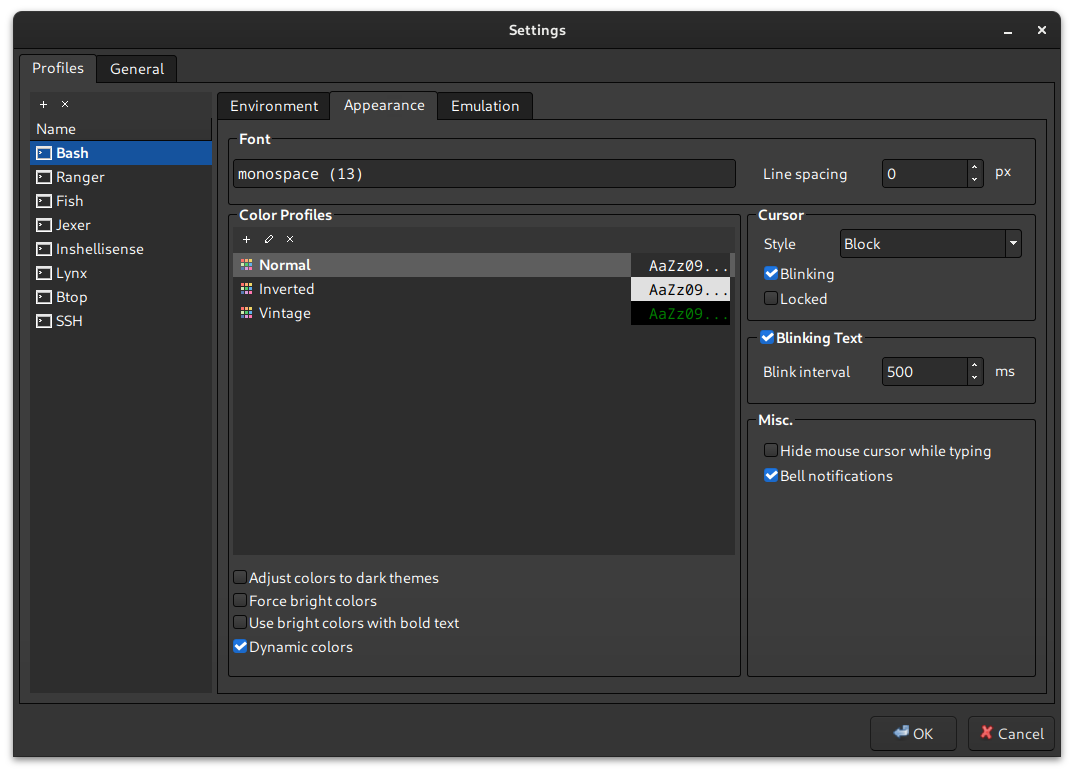 Settings
Profiles
General
Name
Bash
Ranger
Fish
Jexer
Inshellisense
Lynx
Btop
SSH
Environment
Appearance
Emulation
Font
monospace (13)
Line spacing
0
px
Color Profiles
Normal AaZz09...
Inverted AaZz09...
Vintage AaZz09...
Adjust colors to dark themes
Force bright colors
Use bright colors with bold text
Dynamic colors
Cursor
Style
Block
Blinking
Locked
Blinking Text
Blink interval
500
ms
Misc.
Hide mouse cursor while typing
Bell notifications
OK
Cancel